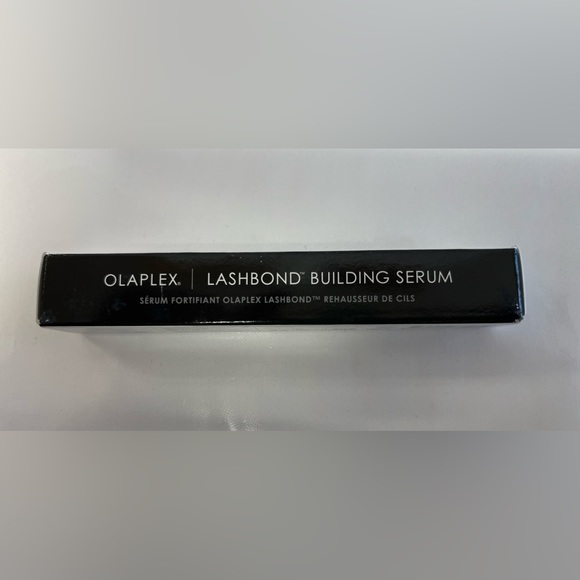 OLAPLEX® | LASHBOND™ BUILDING SERUM
SÉRUM FORTIFIANT OLAPLEX LASHBOND™ REHAUSSEUR DE CILS